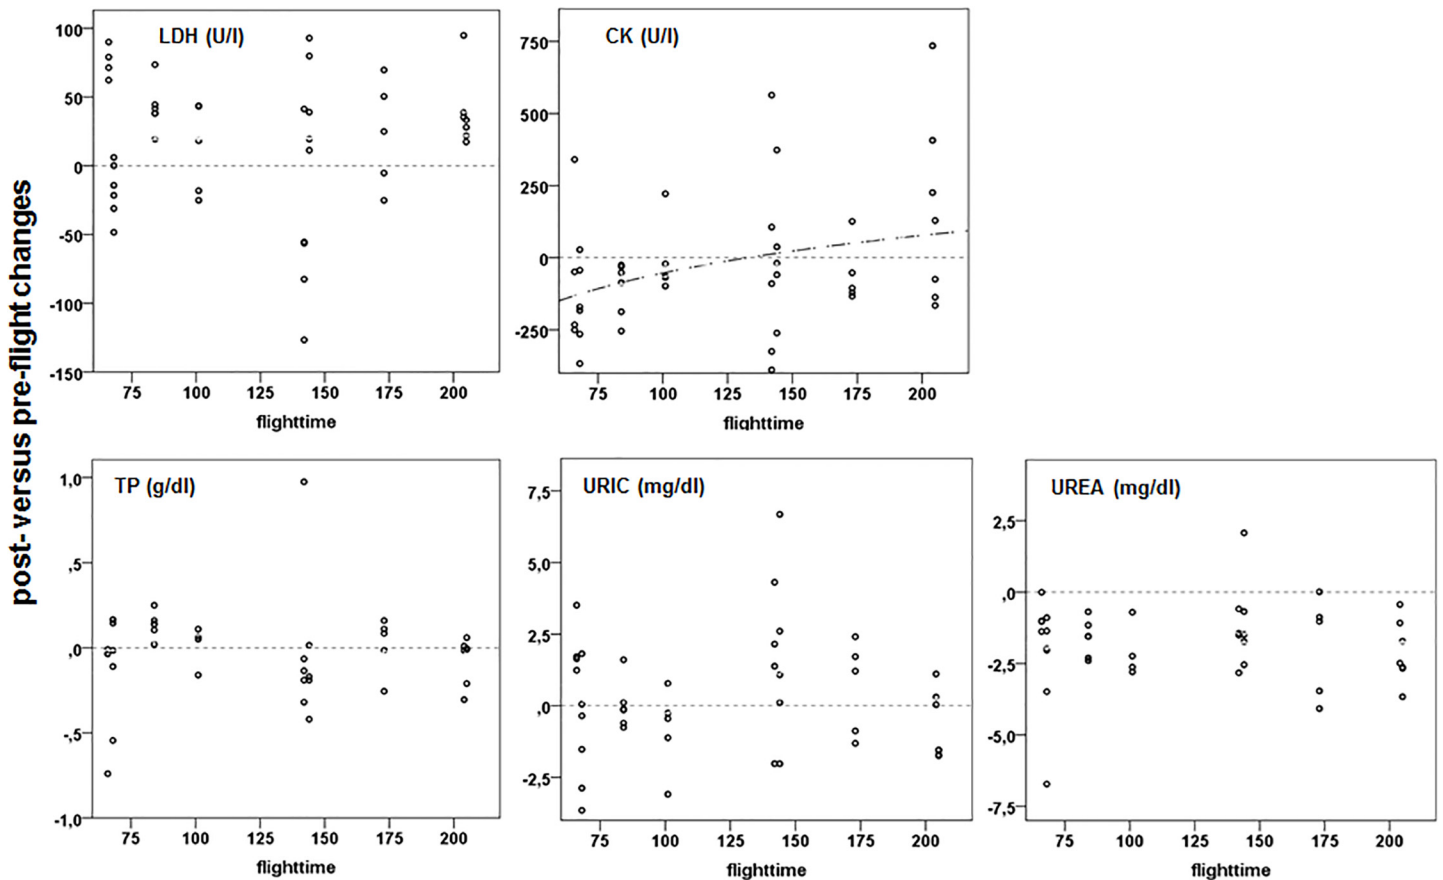 post- versus pre-flight changes
LDH (U/l)
100
50
0
-50
-100
-150
75 100 125 150 175 200
flighttime
CK (U/l)
750
500
250
0
-250
75 100 125 150 175 200
flighttime
TP (g/dl)
1,0
,5
,0
-,5
-1,0
75 100 125 150 175 200
flighttime
URIC (mg/dl)
7,5
5,0
2,5
,0
-2,5
75 100 125 150 175 200
flighttime
UREA (mg/dl)
2,5
,0
-2,5
-5,0
-7,5
75 100 125 150 175 200
flighttime